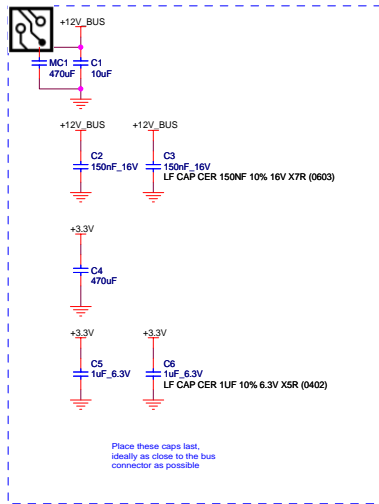 +12V_BUS
MC1
470uF
C1
10uF
+12V_BUS
+12V_BUS
C2
150nF_16V
C3
150nF_16V
LF CAP CER 150NF 10% 16V X7R (0603)
+3.3V
C4
470uF
+3.3V
+3.3V
C5
1uF_6.3V
C6
1uF_6.3V
LF CAP CER 1UF 10% 6.3V X5R (0402)
Place these caps last,
ideally as close to the bus
connector as possible